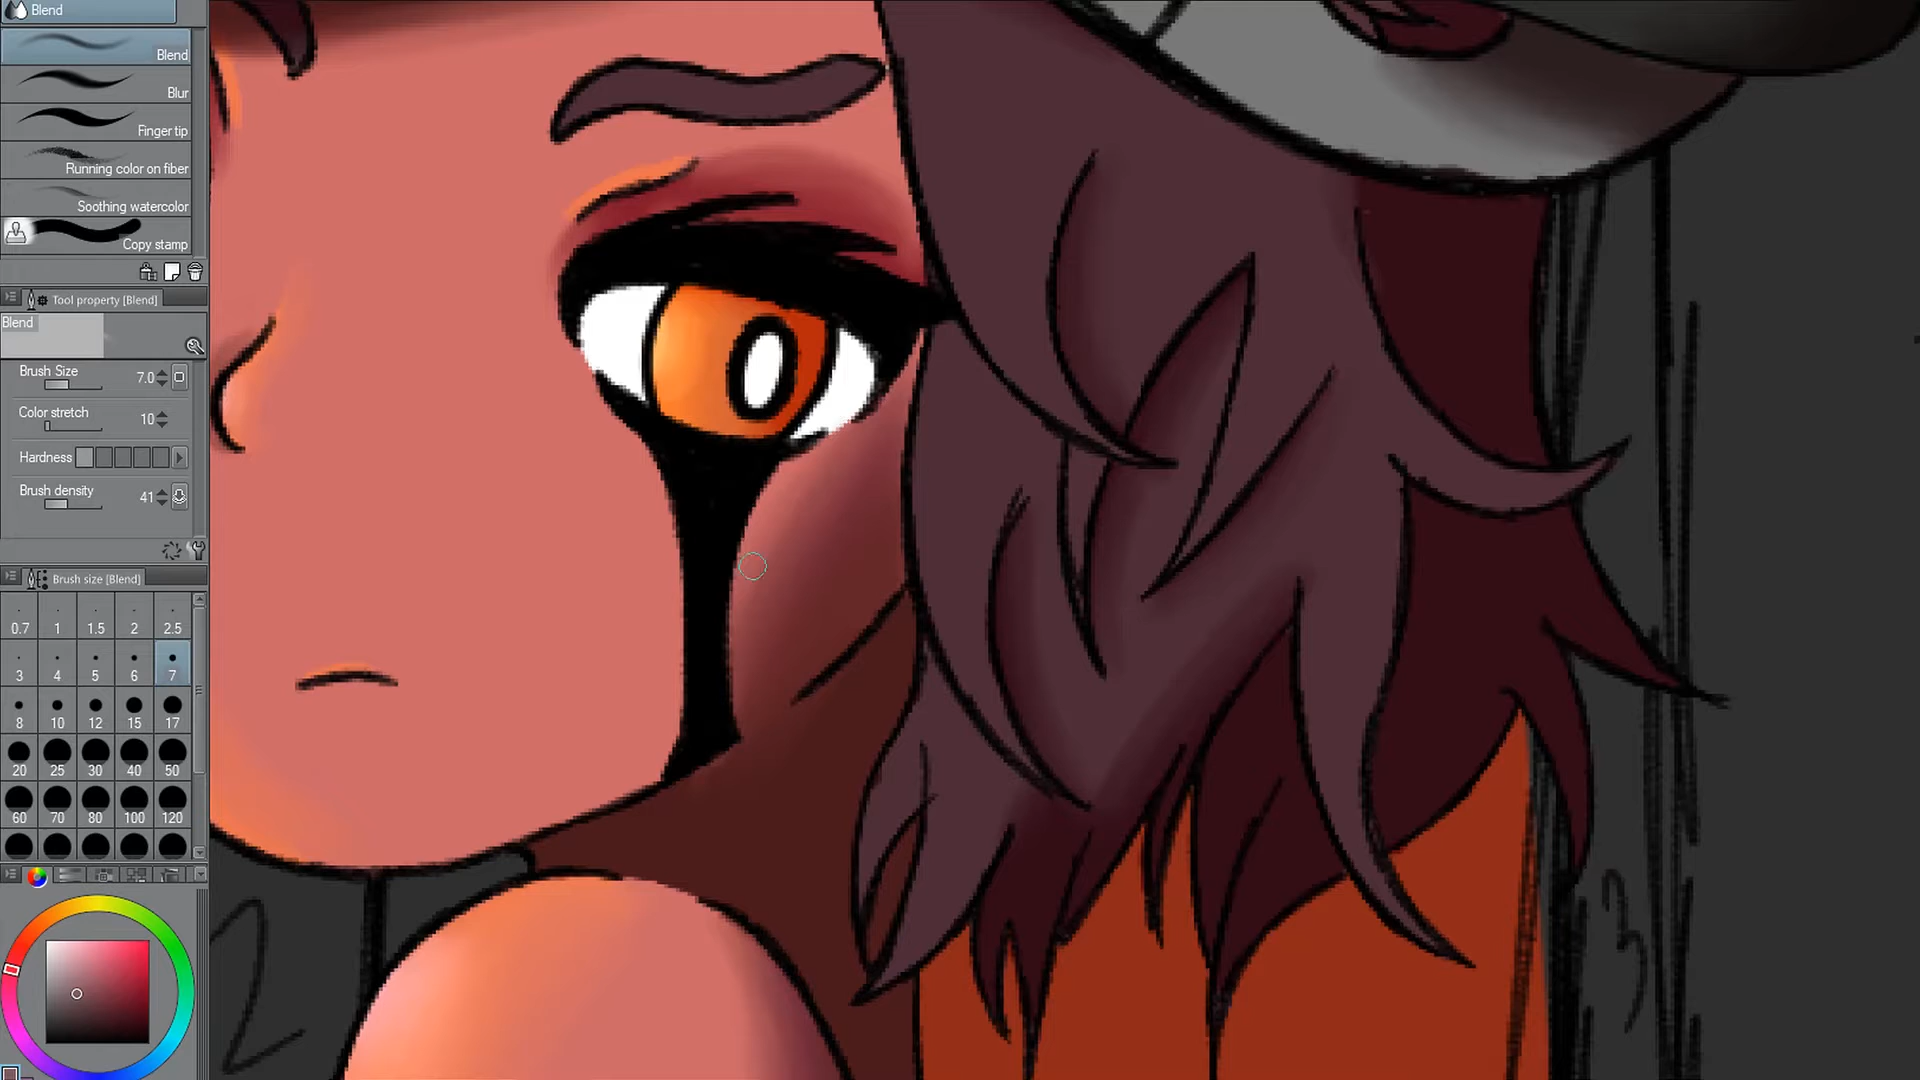 Blend
Blend
Blur
Finger tip
Running color on fiber
Soothing watercolor
Copy stamp
Tool property [Blend]
Blend
Brush Size 7.0
Color stretch 10
Hardness
Brush density 41
Brush size [Blend]
0.7 1 1.5 2 2.5
3 4 5 6 7
8 10 12 15 17
20 25 30 40 50
60 70 80 100 120
2
3